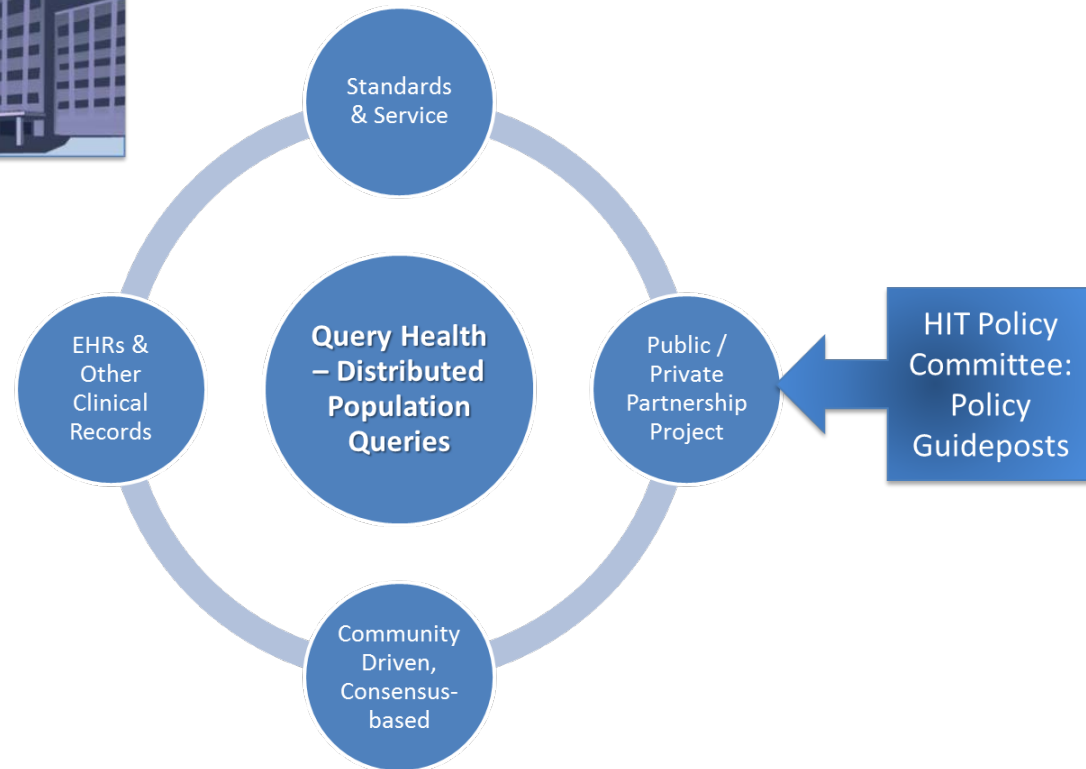 Standards
& Service
EHRs &
Other
Clinical
Records
Query Health
– Distributed
Population
Queries
Public /
Private
Partnership
Project
HIT Policy
Committee:
Policy
Guideposts
Community
Driven,
Consensus-
based